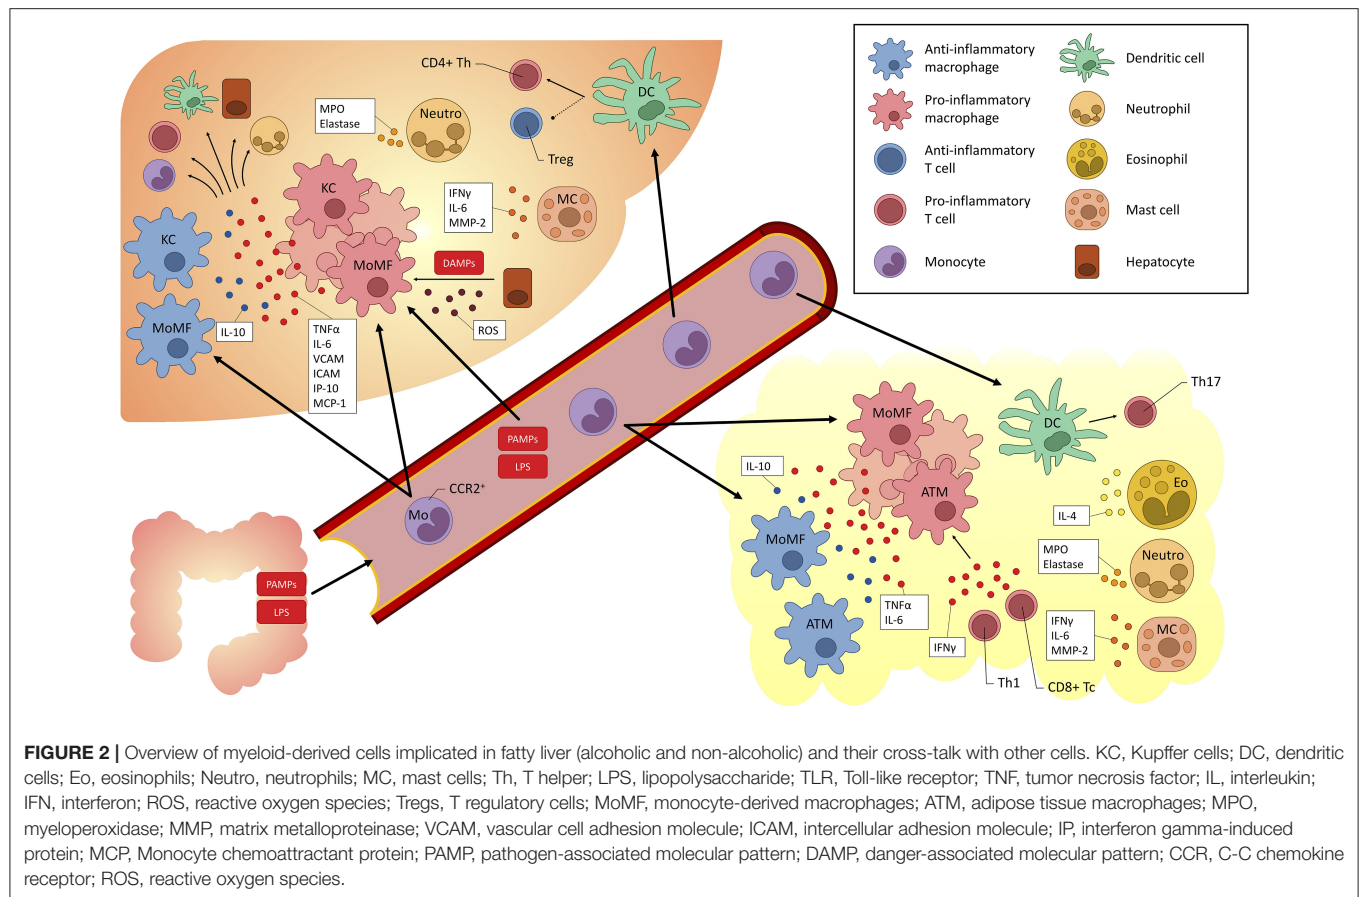 CD4+ Th
DC
Treg
MPO
Elastase
Neutro
KC
IFNγ
IL-6
MMP-2
MC
KC
MoMF
DAMPs
MoMF
IL-10
TNFα
IL-6
VCAM
ICAM
IP-10
MCP-1
ROS
PAMPs
LPS
CCR2⁺
Mo
PAMPs
LPS
Anti-inflammatory
macrophage
Pro-inflammatory
macrophage
Anti-inflammatory
T cell
Pro-inflammatory
T cell
Monocyte
Dendritic cell
Neutrophil
Eosinophil
Mast cell
Hepatocyte
MoMF
DC
Th17
IL-10
ATM
Eo
IL-4
MoMF
MPO
Elastase
Neutro
TNFα
IL-6
ATM
IFNγ
IFNγ
IL-6
MMP-2
MC
Th1
CD8+ Tc
FIGURE 2 | Overview of myeloid-derived cells implicated in fatty liver (alcoholic and non-alcoholic) and their cross-talk with other cells. KC, Kupffer cells; DC, dendritic
cells; Eo, eosinophils; Neutro, neutrophils; MC, mast cells; Th, T helper; LPS, lipopolysaccharide; TLR, Toll-like receptor; TNF, tumor necrosis factor; IL, interleukin;
IFN, interferon; ROS, reactive oxygen species; Tregs, T regulatory cells; MoMF, monocyte-derived macrophages; ATM, adipose tissue macrophages; MPO,
myeloperoxidase; MMP, matrix metalloproteinase; VCAM, vascular cell adhesion molecule; ICAM, intercellular adhesion molecule; IP, interferon gamma-induced
protein; MCP, Monocyte chemoattractant protein; PAMP, pathogen-associated molecular pattern; DAMP, danger-associated molecular pattern; CCR, C-C chemokine
receptor; ROS, reactive oxygen species.